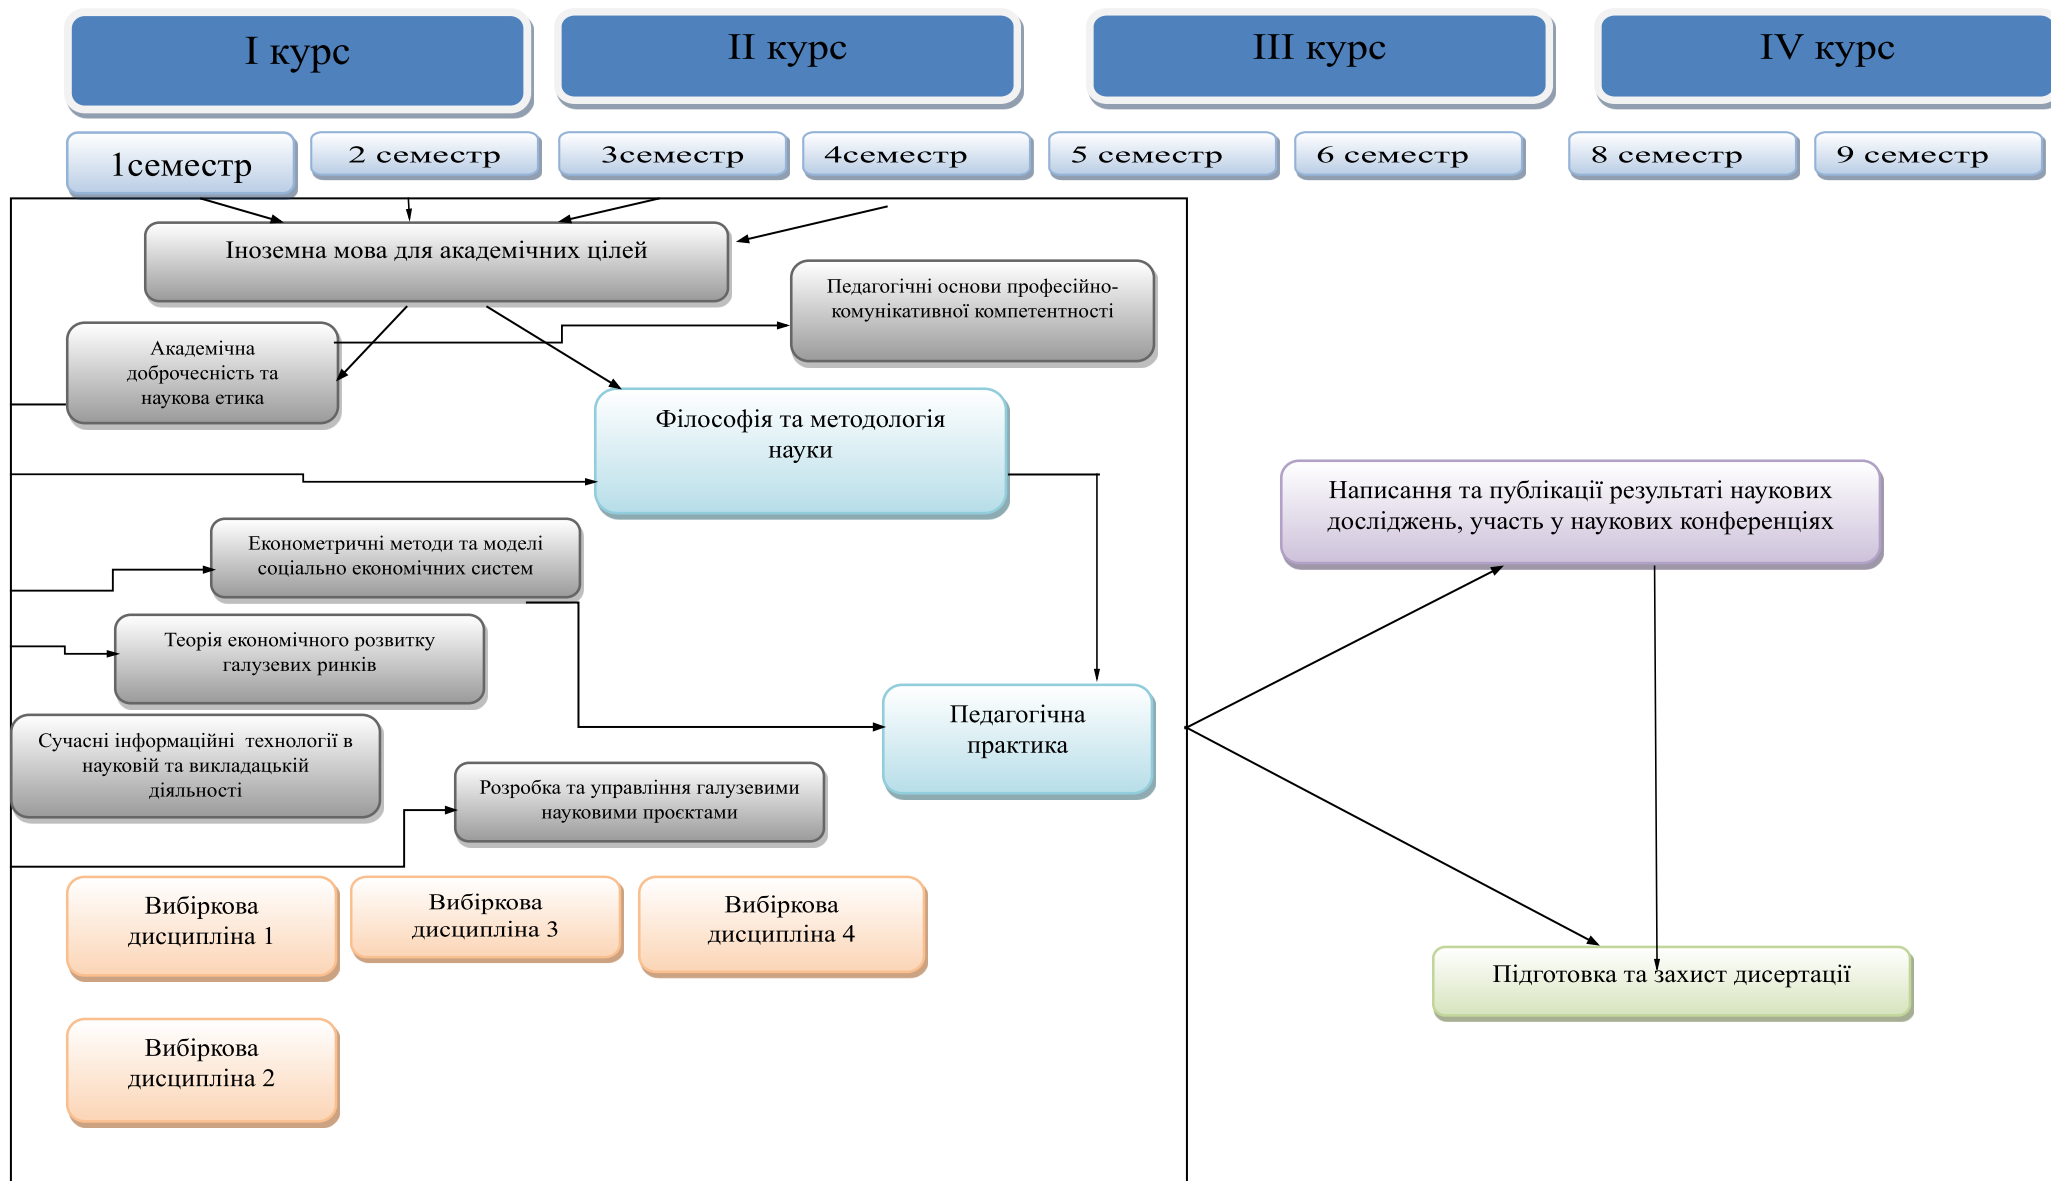 I курс
II курс
III курс
IV курс
1семестр
2 семестр
3семестр
4семестр
5 семестр
6 семестр
8 семестр
9 семестр
Іноземна мова для академічних цілей
Педагогічні основи професійно-
комунікативної компетентності
Академічна
доброчесність та
наукова етика
Філософія та методологія
науки
Написання та публікації результаті наукових
досліджень, участь у наукових конференціях
Економетричні методи та моделі
соціально економічних систем
Теорія економічного розвитку
галузевих ринків
Педагогічна
практика
Сучасні інформаційні  технології в
науковій та викладацькій
діяльності
Розробка та управління галузевими
науковими проєктами
Вибіркова
дисципліна 1
Вибіркова
дисципліна 3
Вибіркова
дисципліна 4
Підготовка та захист дисертації
Вибіркова
дисципліна 2